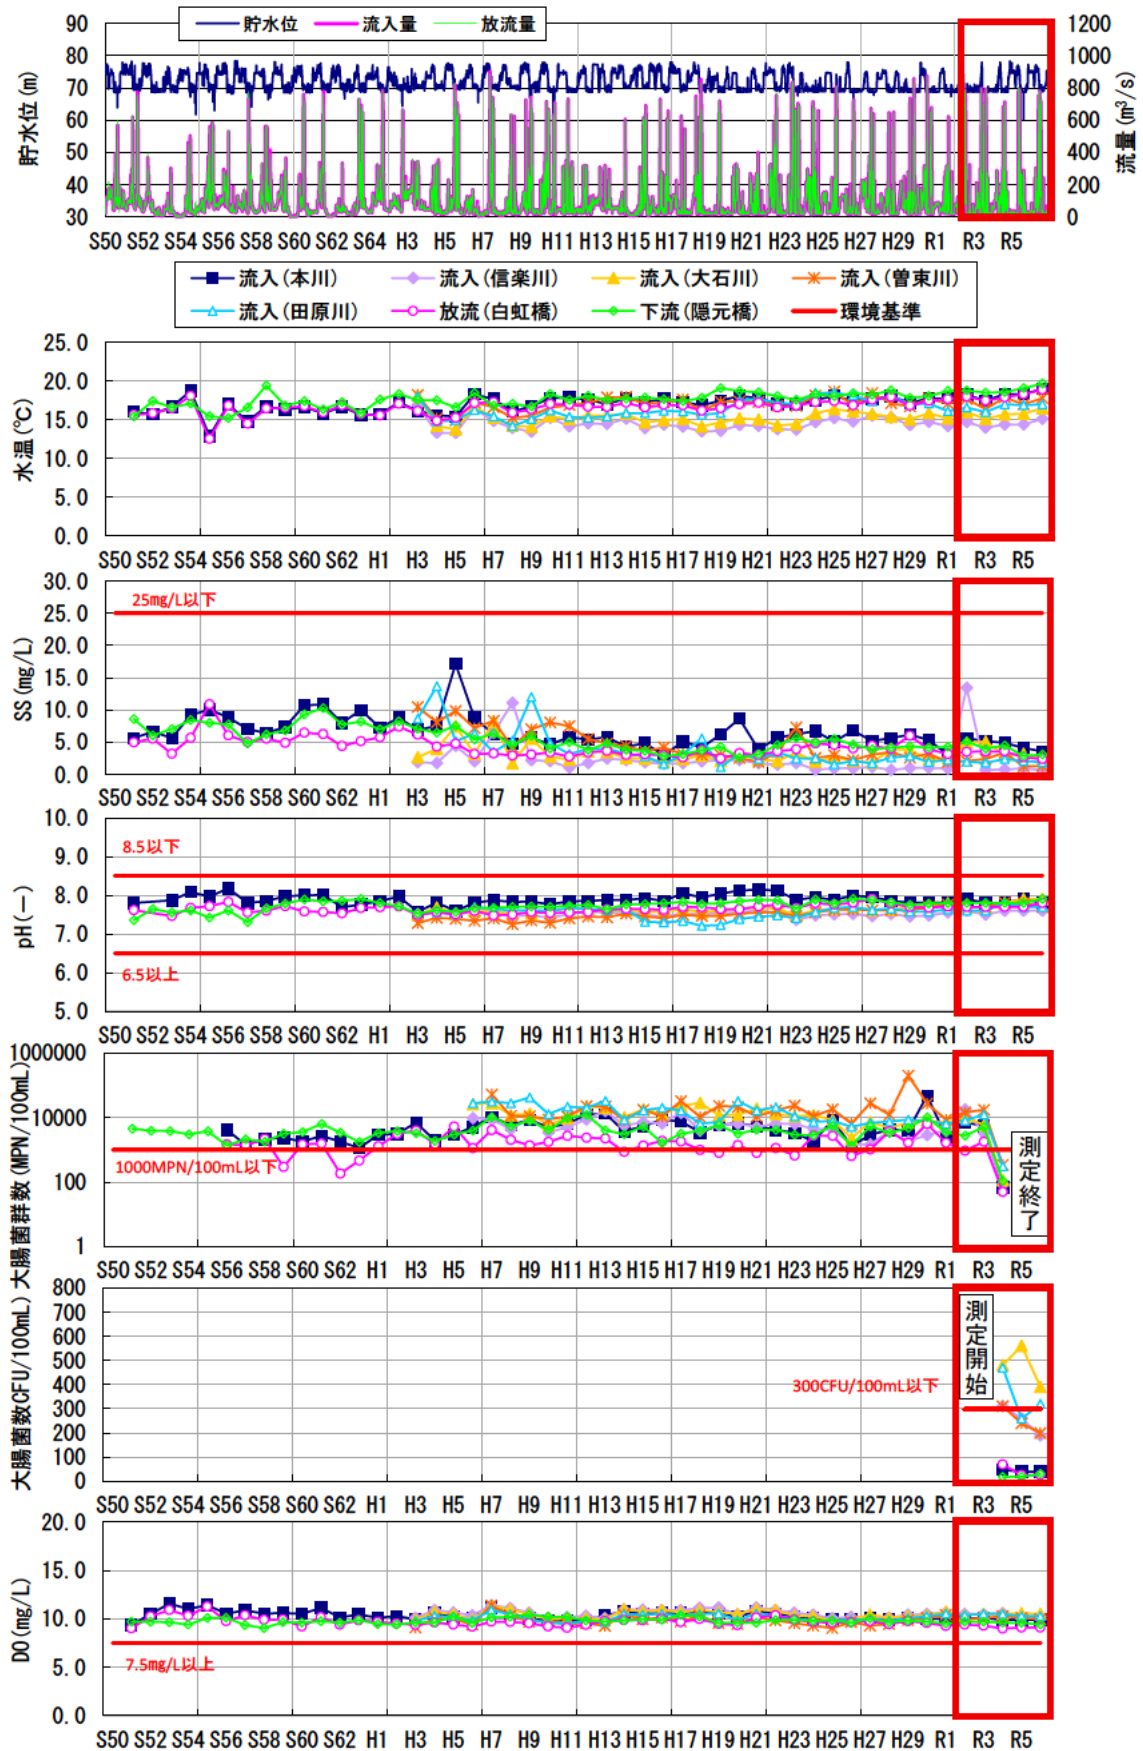 貯水位 流入量 放流量
90 80 70 60 50 40 30
貯水位(m)
1200 1000 800 600 400 200 0
流量(m³/s)
S50 S52 S54 S56 S58 S60 S62 S64 H3 H5 H7 H9 H11 H13 H15 H17 H19 H21 H23 H25 H27 H29 R1 R3 R5
流入(本川) 流入(信楽川) 流入(大石川) 流入(曽束川)
流入(田原川) 放流(白虹橋) 下流(隠元橋) 環境基準
25.0 20.0 15.0 10.0 5.0 0.0
水温(℃)
S50 S52 S54 S56 S58 S60 S62 H1 H3 H5 H7 H9 H11 H13 H15 H17 H19 H21 H23 H25 H27 H29 R1 R3 R5
30.0 25.0 20.0 15.0 10.0 5.0 0.0
SS(mg/L)
25mg/L以下
S50 S52 S54 S56 S58 S60 S62 H1 H3 H5 H7 H9 H11 H13 H15 H17 H19 H21 H23 H25 H27 H29 R1 R3 R5
10.0 9.0 8.0 7.0 6.0 5.0
pH(ー)
8.5以下
6.5以上
S50 S52 S54 S56 S58 S60 S62 H1 H3 H5 H7 H9 H11 H13 H15 H17 H19 H21 H23 H25 H27 H29 R1 R3 R5
1000000 10000 100 1
大腸菌群数(MPN/100mL)
1000MPN/100mL以下
測定終了
S50 S52 S54 S56 S58 S60 S62 H1 H3 H5 H7 H9 H11 H13 H15 H17 H19 H21 H23 H25 H27 H29 R1 R3 R5
800 700 600 500 400 300 200 100 0
大腸菌数CFU/100mL)
300CFU/100mL以下
測定開始
S50 S52 S54 S56 S58 S60 S62 H1 H3 H5 H7 H9 H11 H13 H15 H17 H19 H21 H23 H25 H27 H29 R1 R3 R5
20.0 15.0 10.0 5.0 0.0
DO(mg/L)
7.5mg/L以上
S50 S52 S54 S56 S58 S60 S62 H1 H3 H5 H7 H9 H11 H13 H15 H17 H19 H21 H23 H25 H27 H29 R1 R3 R5